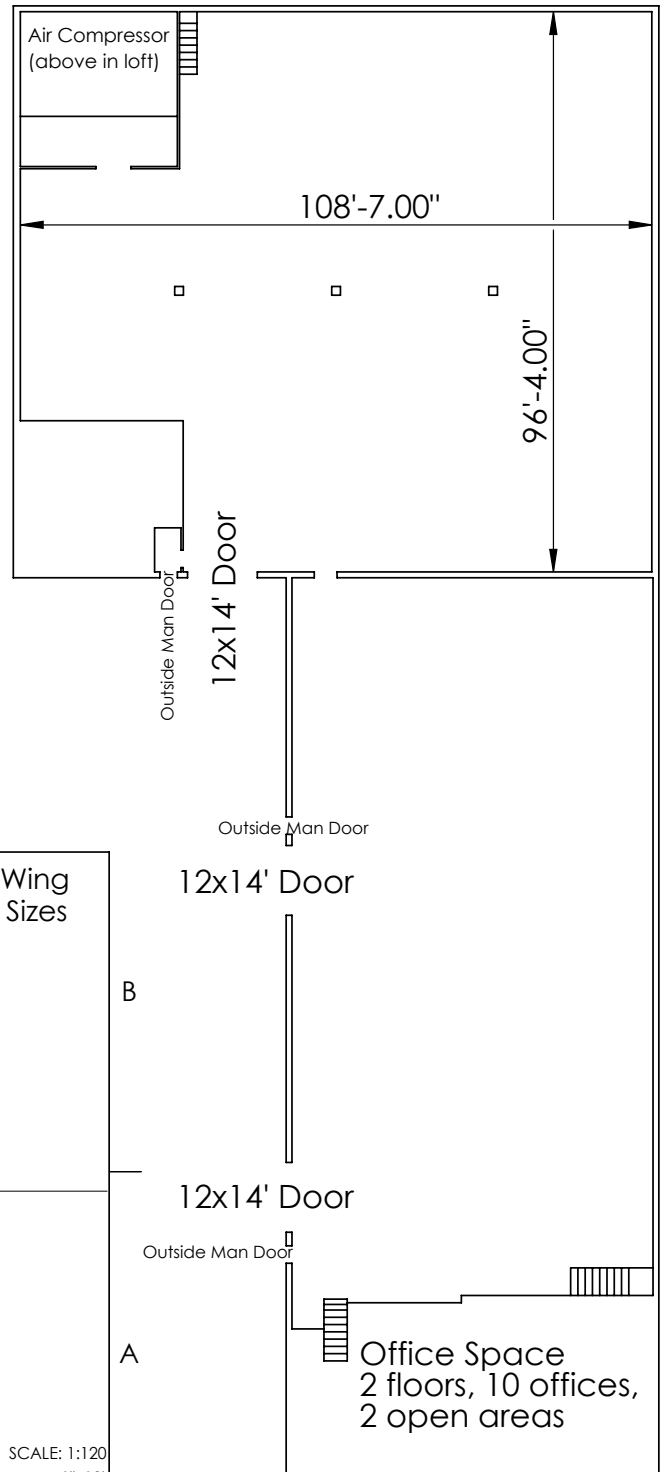 Air Compressor
(above in loft)
108'-7.00"
96'-4.00"
12x14' Door
Outside Man Door
Outside Man Door
12x14' Door
Wing
Sizes
B
12x14' Door
Outside Man Door
A
Office Space
2 floors, 10 offices,
2 open areas
SCALE: 1:120